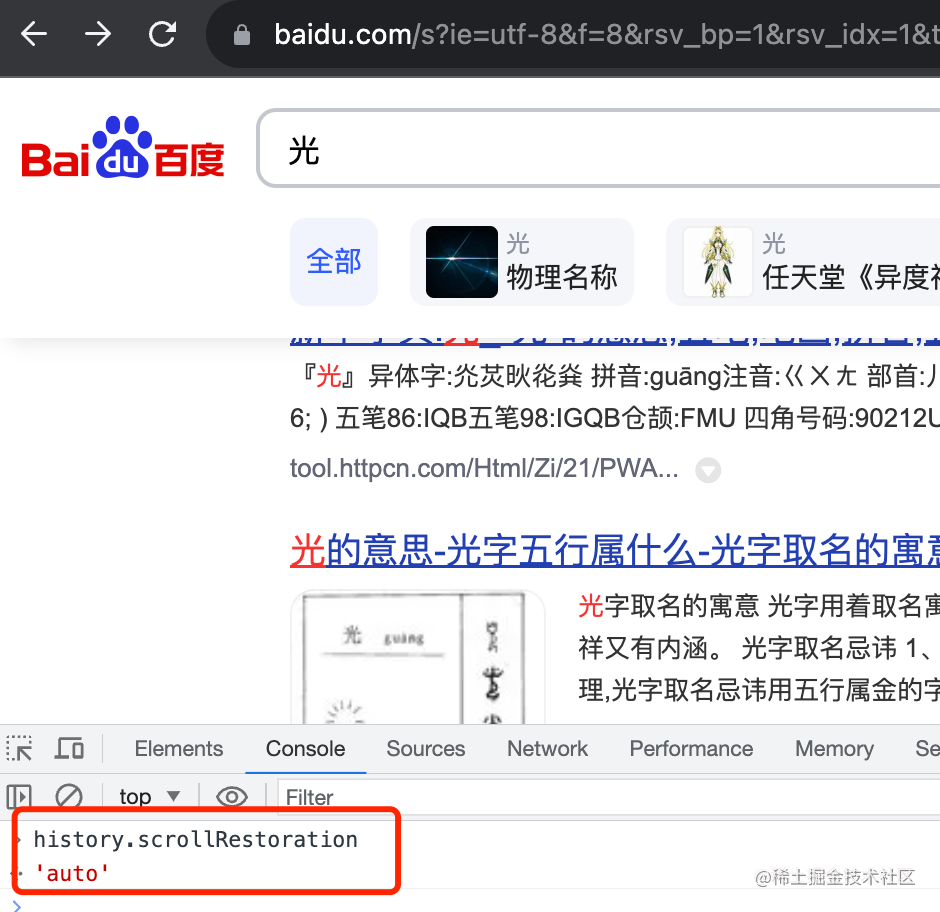 baidu.com/s?ie=utf-8&f=8&rsv_bp=1&rsv_idx=1&t
Bai du 百度
光
全部
光
物理名称
光
任天堂《异度神
『光』异体字:灮炗炚烡𤎫 拼音:guāng注音:ㄍㄨㄤ 部首:儿
6; ) 五笔86:IQB五笔98:IGQB仓颉:FMU 四角号码:90212U
tool.httpcn.com/Html/Zi/21/PWA...
光的意思-光字五行属什么-光字取名的寓意
光字取名的寓意 光字用着取名寓
祥又有内涵。 光字取名忌讳 1、
理,光字取名忌讳用五行属金的字
光 guāng
Elements Console Sources Network Performance Memory Se
top Filter
history.scrollRestoration
'auto'
@稀土掘金技术社区